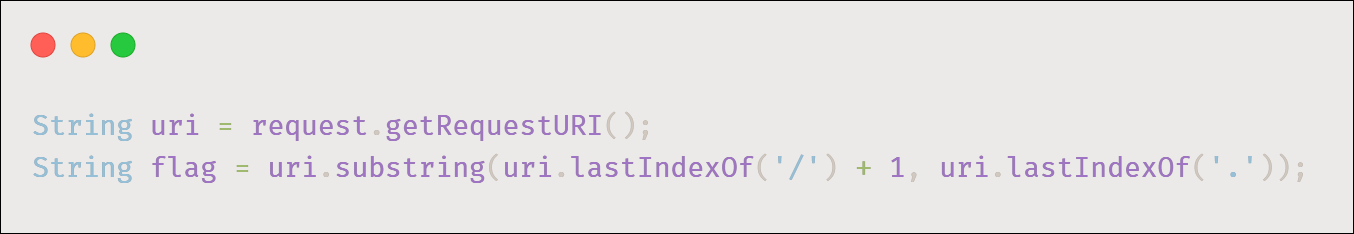 String uri = request.getRequestURI();
String flag = uri.substring(uri.lastIndexOf('/') + 1, uri.lastIndexOf('.'));